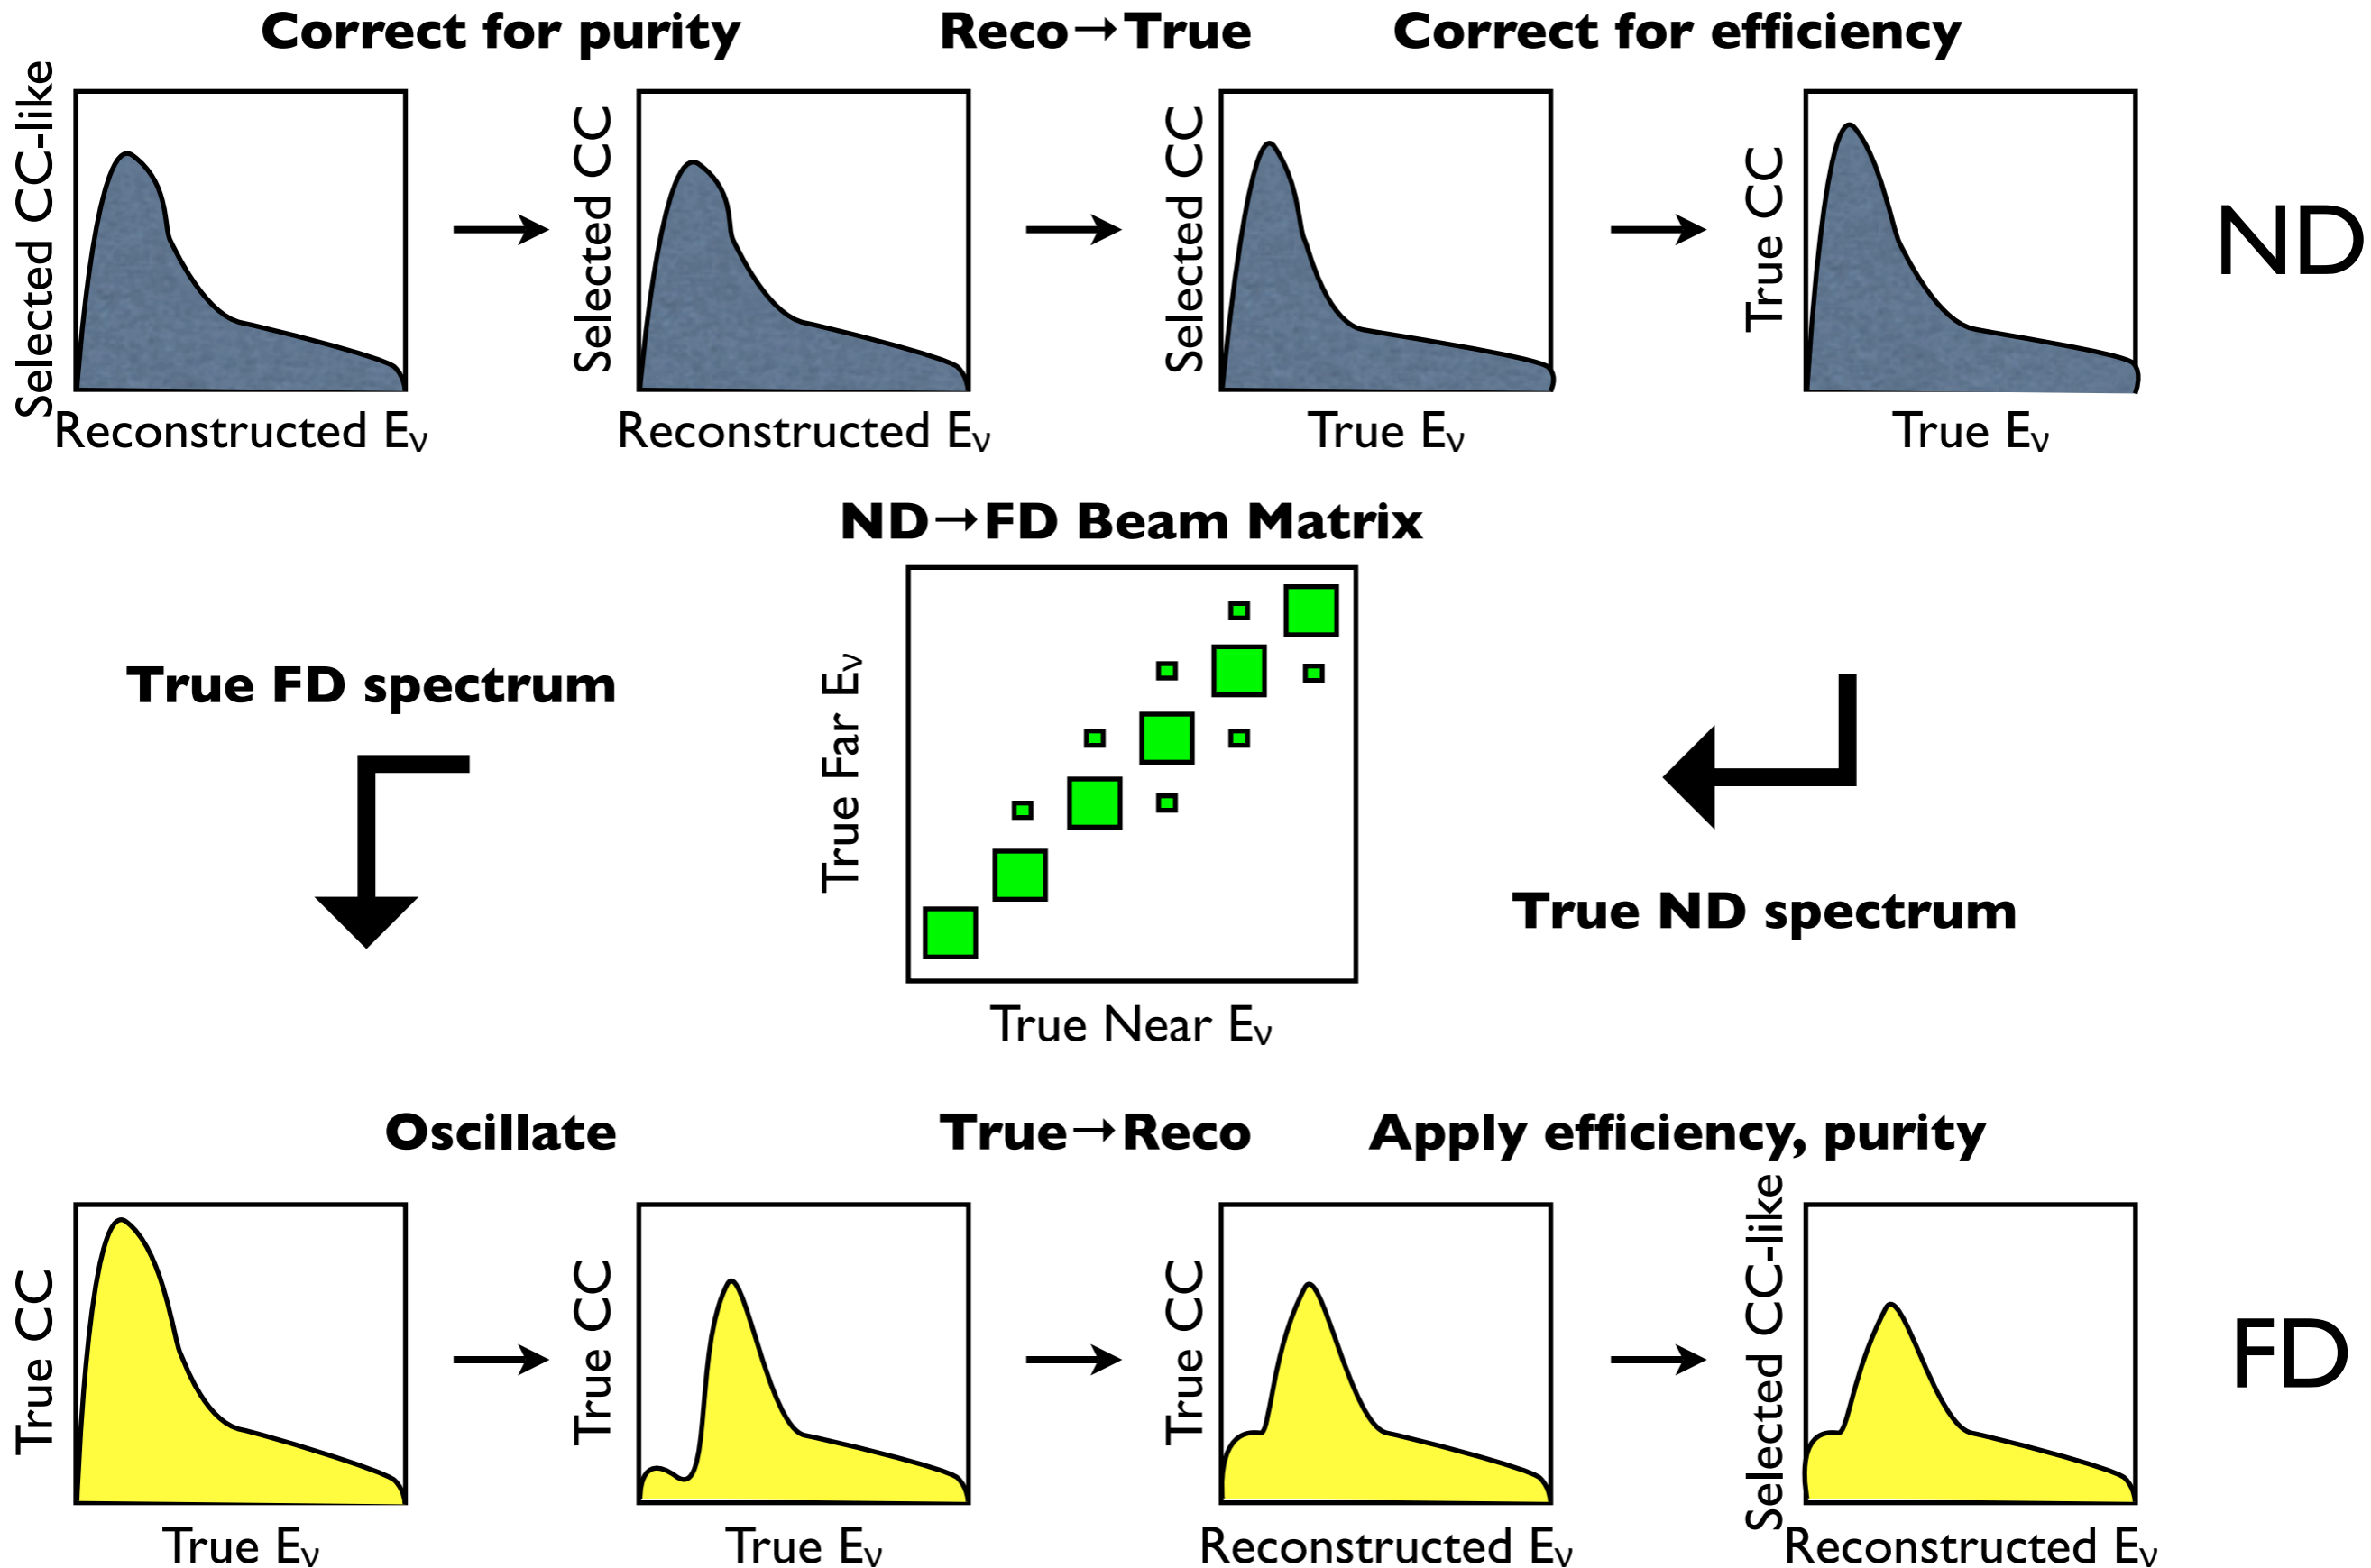 Correct for purity
Reco→True
Correct for efficiency
Selected CC-like
Reconstructed Eν
Selected CC
Reconstructed Eν
Selected CC
True Eν
True CC
True Eν
ND
ND→FD Beam Matrix
True FD spectrum
True Far Eν
True Near Eν
True ND spectrum
Oscillate
True→Reco
Apply efficiency, purity
True CC
True Eν
True CC
True Eν
True CC
Reconstructed Eν
Selected CC-like
Reconstructed Eν
FD